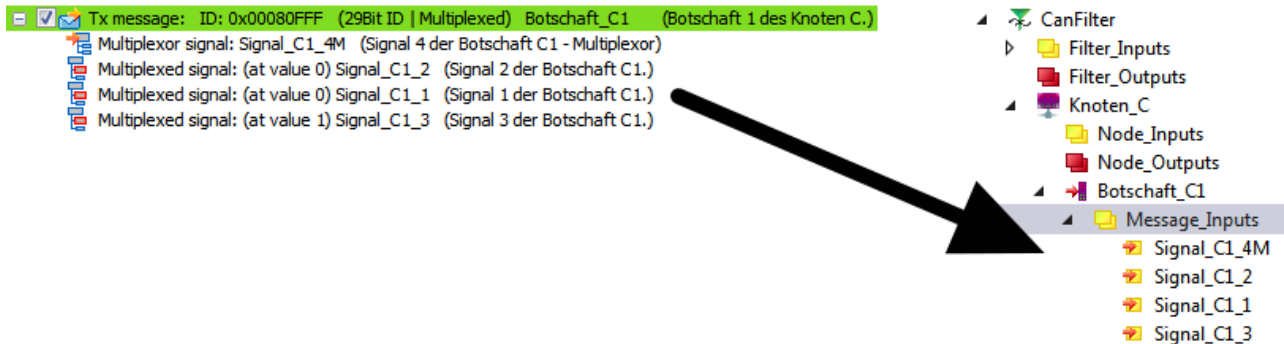 Tx message: ID: 0x00080FFF (29Bit ID | Multiplexed) Botschaft_C1 (Botschaft 1 des Knoten C.)
Multiplexor signal: Signal_C1_4M (Signal 4 der Botschaft C1 - Multiplexor)
Multiplexed signal: (at value 0) Signal_C1_2 (Signal 2 der Botschaft C1.)
Multiplexed signal: (at value 0) Signal_C1_1 (Signal 1 der Botschaft C1.)
Multiplexed signal: (at value 1) Signal_C1_3 (Signal 3 der Botschaft C1.)
CanFilter
Filter_Inputs
Filter_Outputs
Knoten_C
Node_Inputs
Node_Outputs
Botschaft_C1
Message_Inputs
Signal_C1_4M
Signal_C1_2
Signal_C1_1
Signal_C1_3